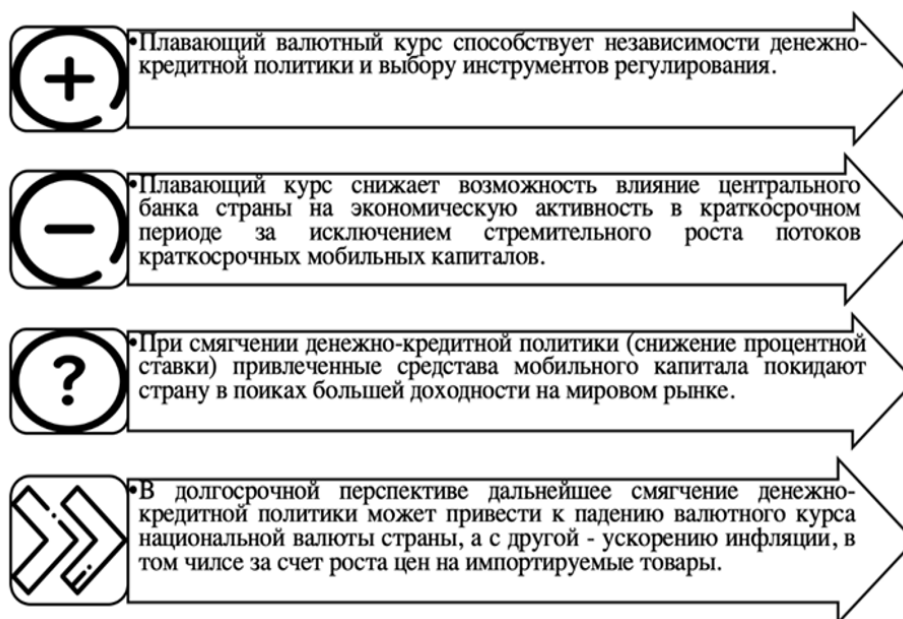 •Плавающий валютный курс способствует независимости денежно-
кредитной политики и выбору инструментов регулирования.
•Плавающий курс снижает возможность влияние центрального
банка страны на экономическую активность в краткосрочном
периоде за исключением стремительного роста потоков
краткосрочных мобильных капиталов.
•При смягчении денежно-кредитной политики (снижение процентной
ставки) привлеченные средстава мобильного капитала покидают
страну в поиках большей доходности на мировом рынке.
•В долгосрочной перспективе дальнейшее смягчение денежно-
кредитной политики может привести к падению валютного курса
национальной валюты страны, а с другой - ускорению инфляции, в
том чилсе за счет роста цен на импортируемые товары.